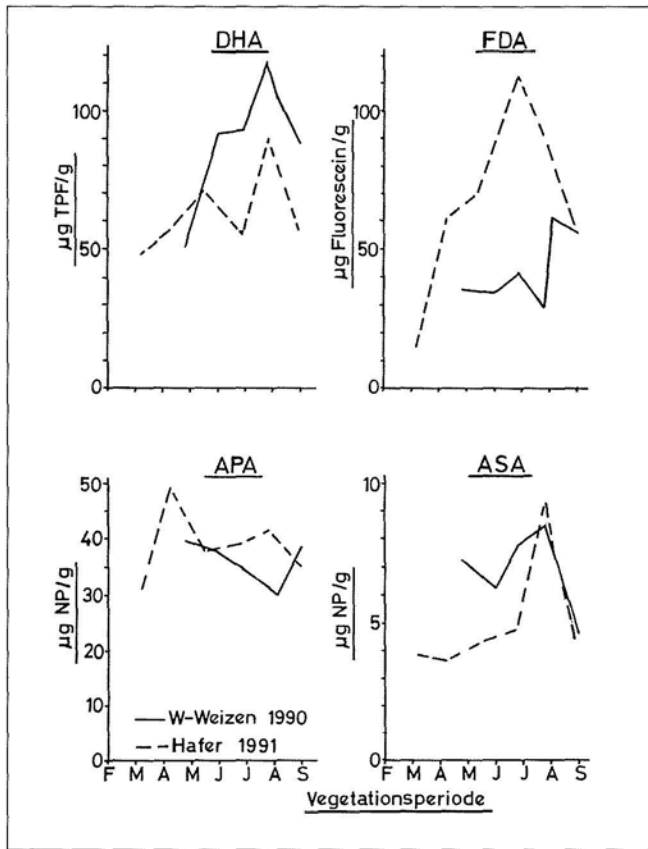 DHA
FDA
µg TPF/g
100
50
0
µg Fluorescein/g
100
50
0
APA
ASA
µg NP/g
50
40
30
20
10
0
W-Weizen 1990
Hafer 1991
F M A M J J A S
µg NP/g
10
5
0
F M A M J J A S
Vegetationsperiode